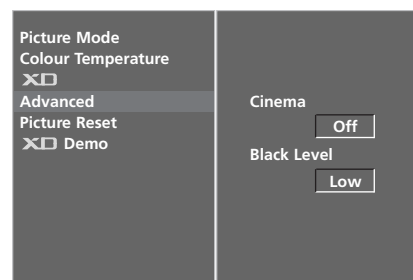 Picture Mode
Colour Temperature
XD
Advanced
Picture Reset
XD Demo
Cinema
Off
Black Level
Low